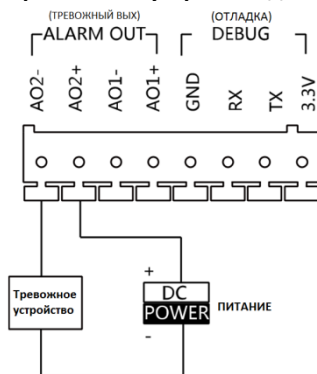 (ТРЕВОЖНЫЙ ВЫХ) (ОТЛАДКА)
ALARM OUT DEBUG
AO2- AO2+ AO1- AO1+ GND RX TX 3.3V
+
DC
POWER
-
ПИТАНИЕ
Тревожное
устройство